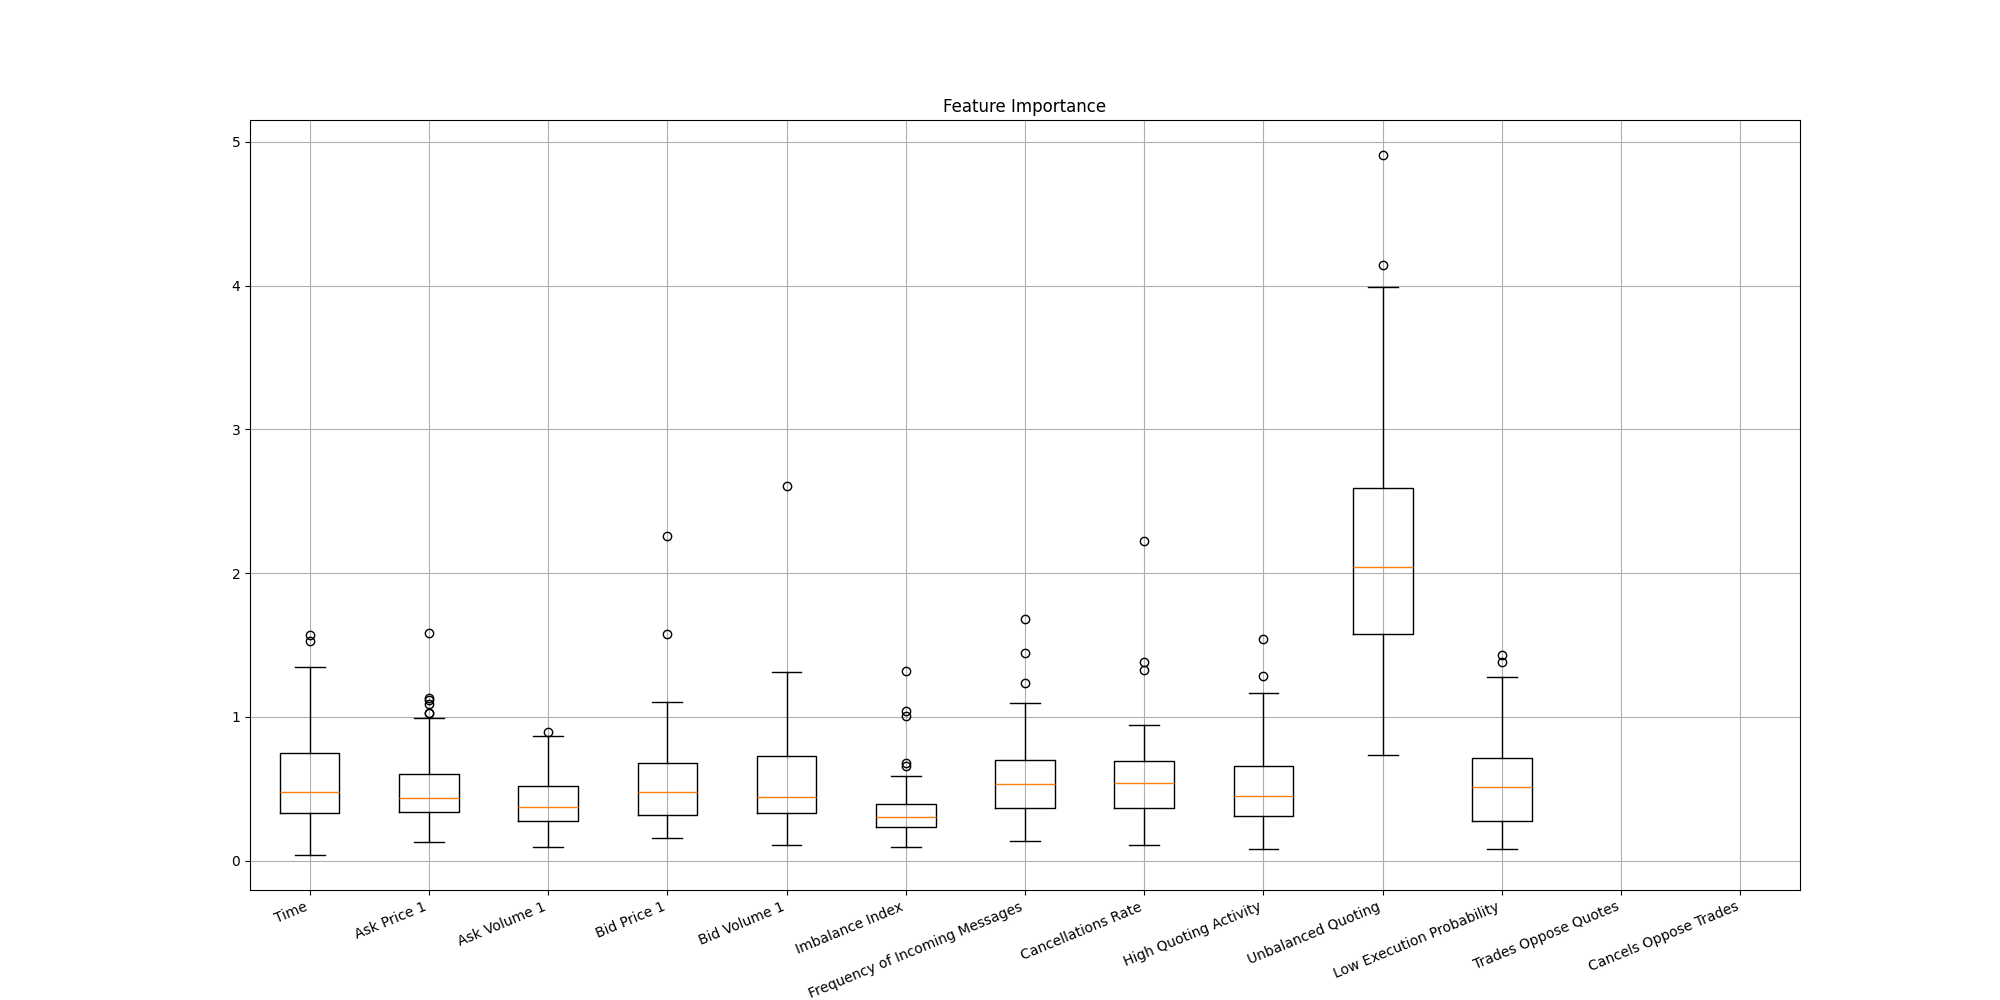 Feature Importance
5
4
3
2
1
0
Time
Ask Price 1
Ask Volume 1
Bid Price 1
Bid Volume 1
Imbalance Index
Frequency of Incoming Messages
Cancellations Rate
High Quoting Activity
Unbalanced Quoting
Low Execution Probability
Trades Oppose Quotes
Cancels Oppose Trades